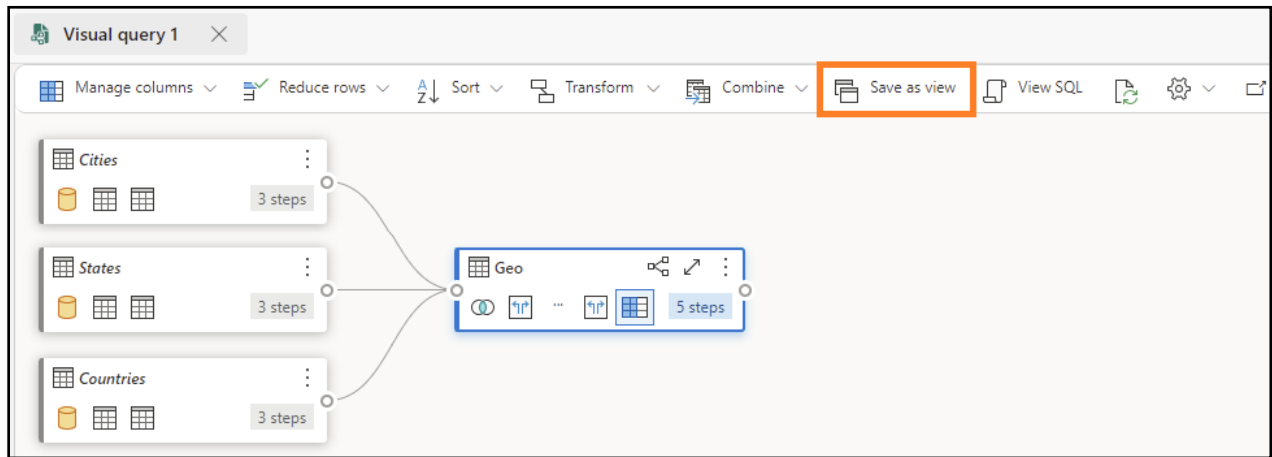 Visual query 1
Manage columns Reduce rows Sort Transform Combine Save as view View SQL
Cities
3 steps
States
3 steps
Countries
3 steps
Geo
5 steps